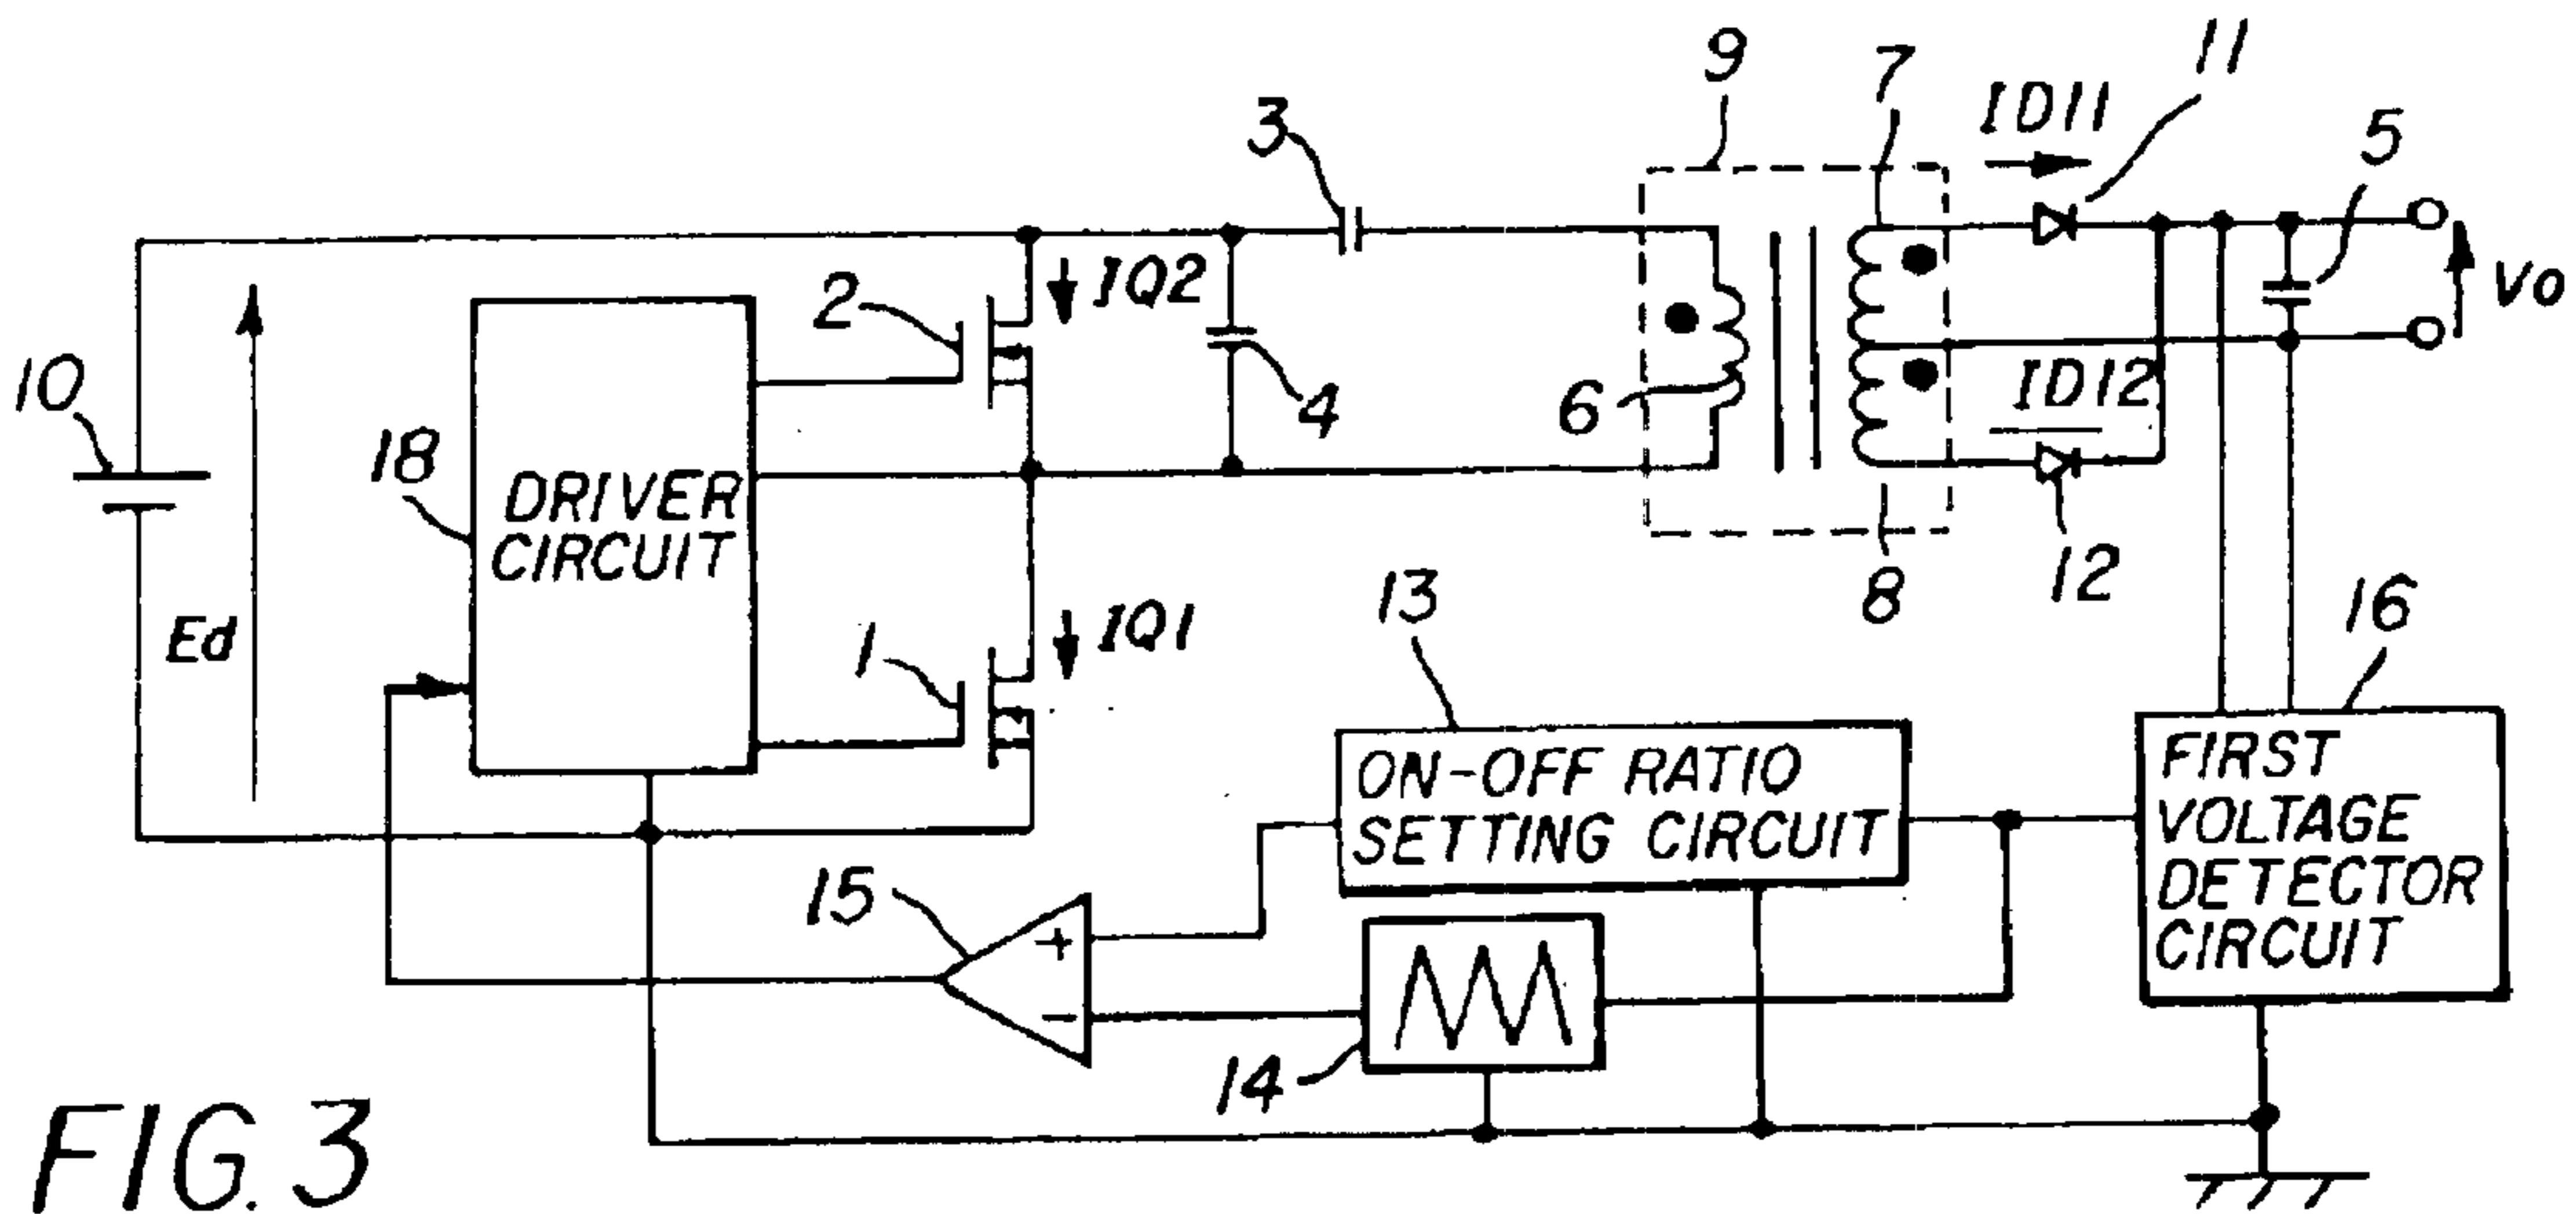 9
7
ID11
11
3
5
2
IQ2
Vo
10
4
6
ID12
18
DRIVER
CIRCUIT
8
12
Ed
1
IQ1
13
16
ON-OFF RATIO
SETTING CIRCUIT
FIRST
VOLTAGE
DETECTOR
CIRCUIT
15
+
−
14
FIG. 3